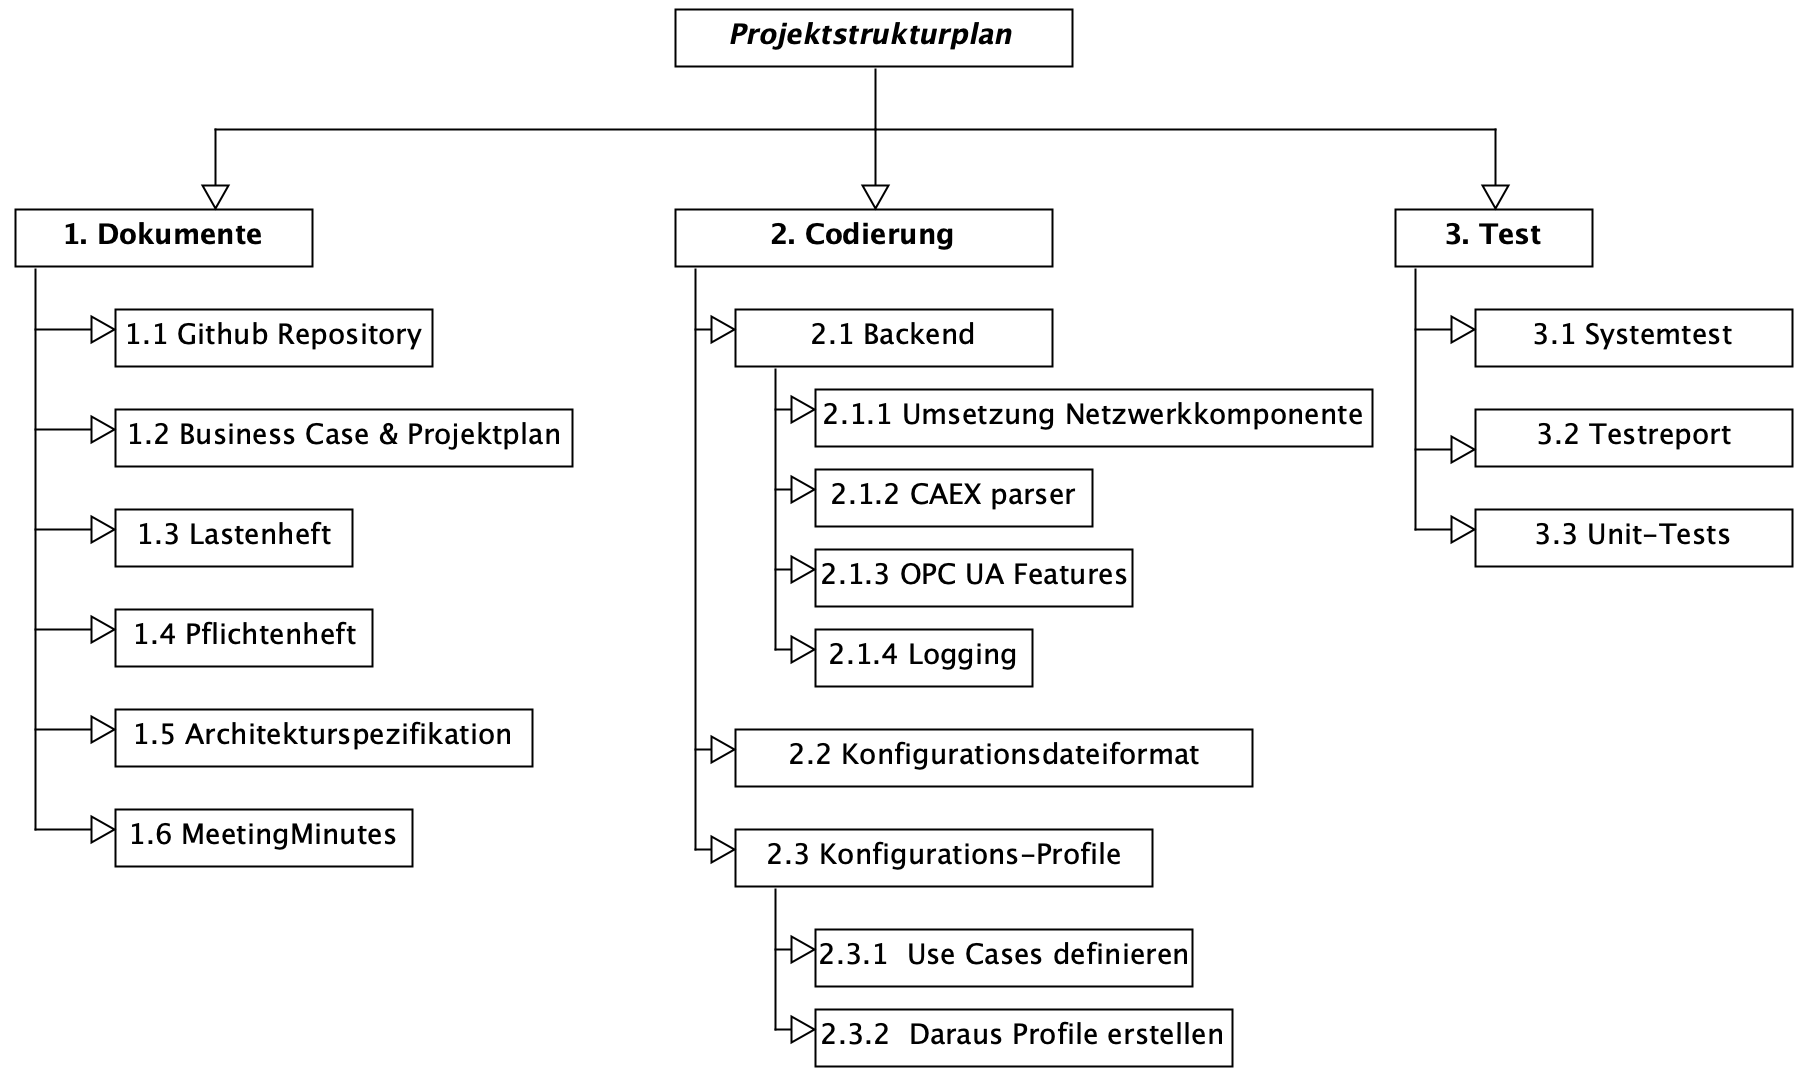 Projektstrukturplan
1. Dokumente
1.1 Github Repository
1.2 Business Case & Projektplan
1.3 Lastenheft
1.4 Pflichtenheft
1.5 Architekturspezifikation
1.6 MeetingMinutes
2. Codierung
2.1 Backend
2.1.1 Umsetzung Netzwerkkomponente
2.1.2 CAEX parser
2.1.3 OPC UA Features
2.1.4 Logging
2.2 Konfigurationsdateiformat
2.3 Konfigurations-Profile
2.3.1  Use Cases definieren
2.3.2  Daraus Profile erstellen
3. Test
3.1 Systemtest
3.2 Testreport
3.3 Unit-Tests